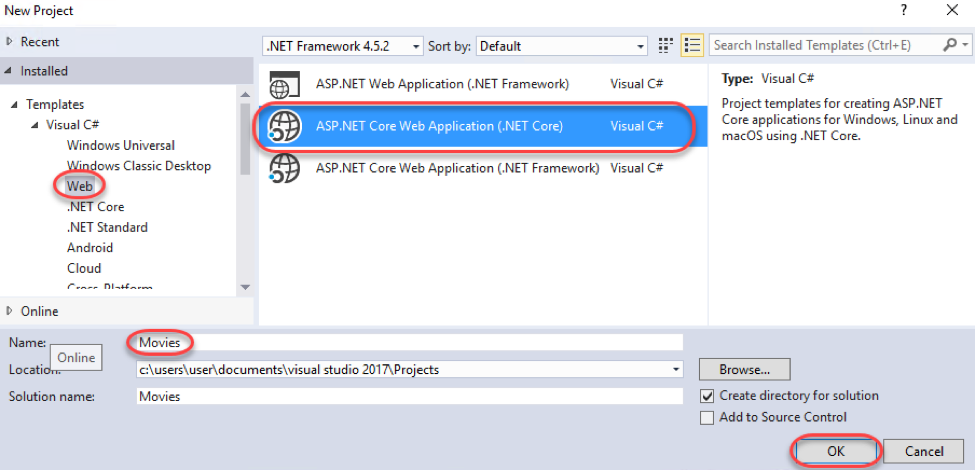 New Project
? ×
Recent
.NET Framework 4.5.2 Sort by: Default
Search Installed Templates (Ctrl+E)
Installed
Templates
Visual C#
Windows Universal
Windows Classic Desktop
Web
.NET Core
.NET Standard
Android
Cloud
Cross-Platform
Online
ASP.NET Web Application (.NET Framework) Visual C#
ASP.NET Core Web Application (.NET Core) Visual C#
ASP.NET Core Web Application (.NET Framework) Visual C#
Type: Visual C#
Project templates for creating ASP.NET
Core applications for Windows, Linux and
macOS using .NET Core.
Name: Movies
Online
Location: c:\users\user\documents\visual studio 2017\Projects
Browse...
Solution name: Movies
Create directory for solution
Add to Source Control
OK
Cancel